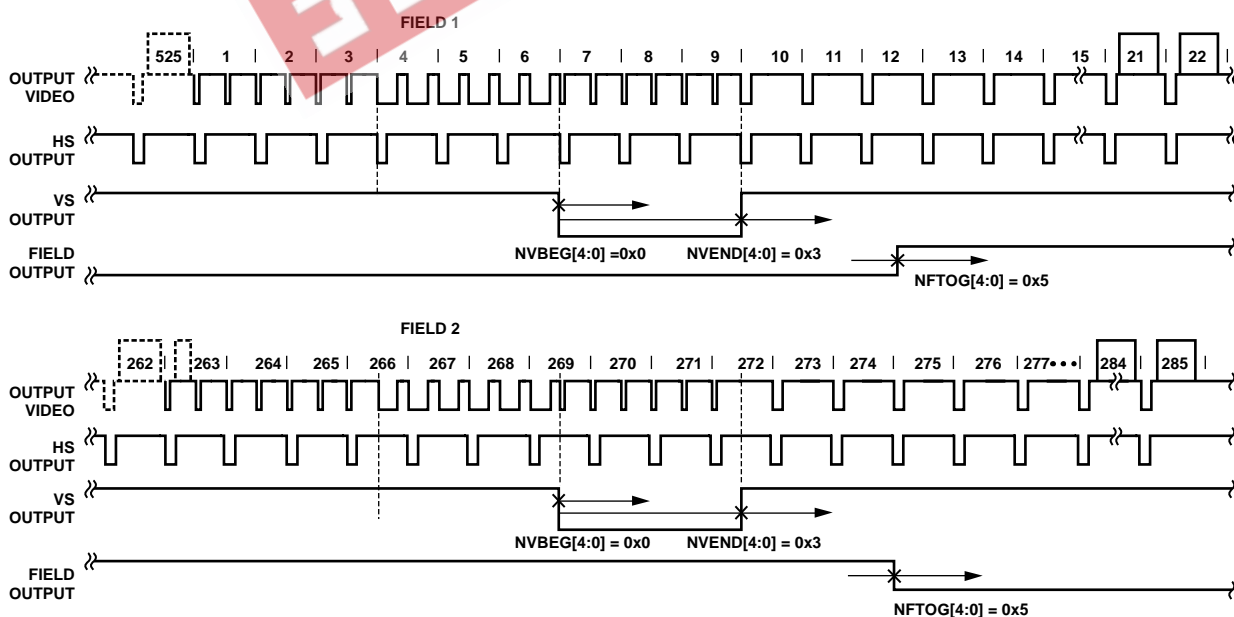 FIELD 1
525 1 2 3 4 5 6 7 8 9 10 11 12 13 14 15 21 22
OUTPUT
VIDEO
HS
OUTPUT
VS
OUTPUT
NVBEG[4:0] =0x0 NVEND[4:0] = 0x3
FIELD
OUTPUT
NFTOG[4:0] = 0x5
FIELD 2
262 263 264 265 266 267 268 269 270 271 272 273 274 275 276 277 284 285
OUTPUT
VIDEO
HS
OUTPUT
VS
OUTPUT
NVBEG[4:0] = 0x0 NVEND[4:0] = 0x3
FIELD
OUTPUT
NFTOG[4:0] = 0x5